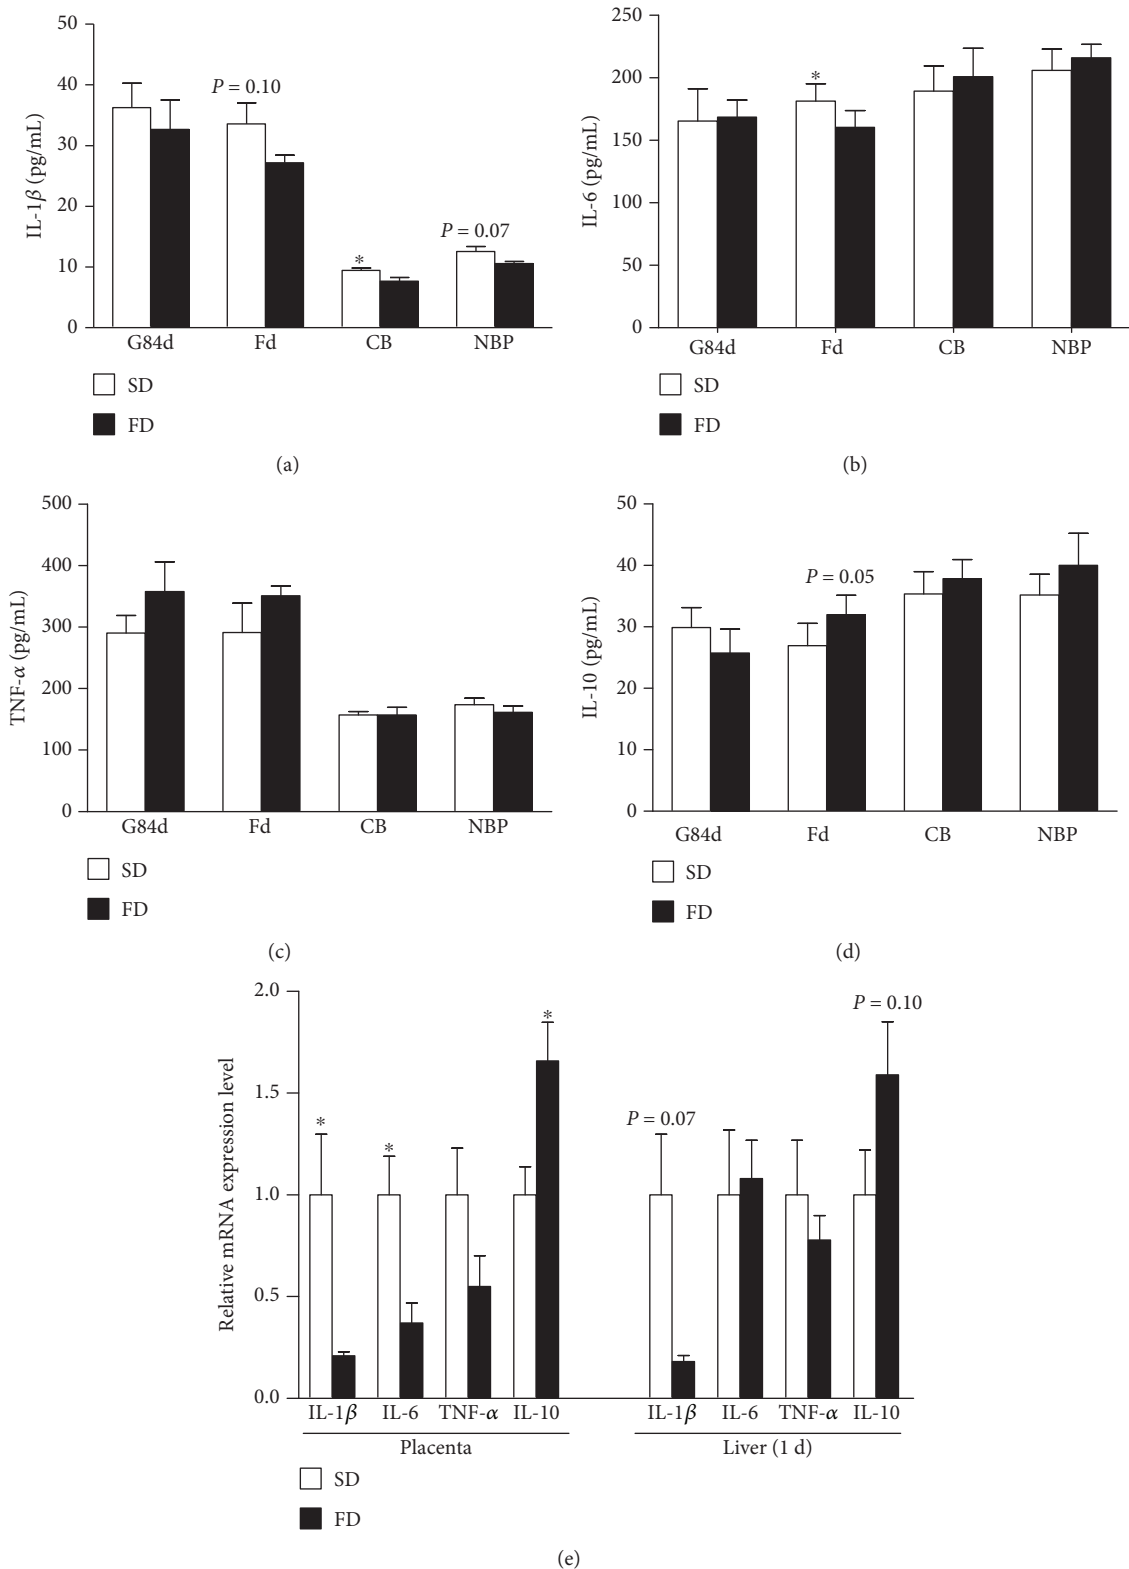 50
40
30
20
10
0
IL-1β (pg/mL)
P = 0.10
*
P = 0.07
G84d Fd CB NBP
SD
FD
(a)
250
200
150
100
50
0
IL-6 (pg/mL)
*
G84d Fd CB NBP
SD
FD
(b)
500
400
300
200
100
0
TNF-α (pg/mL)
G84d Fd CB NBP
SD
FD
(c)
50
40
30
20
10
0
IL-10 (pg/mL)
P = 0.05
G84d Fd CB NBP
SD
FD
(d)
2.0
1.5
1.0
0.5
0.0
Relative mRNA expression level
*
*
*
P = 0.07
P = 0.10
IL-1β IL-6 TNF-α IL-10 IL-1β IL-6 TNF-α IL-10
Placenta Liver (1 d)
SD
FD
(e)